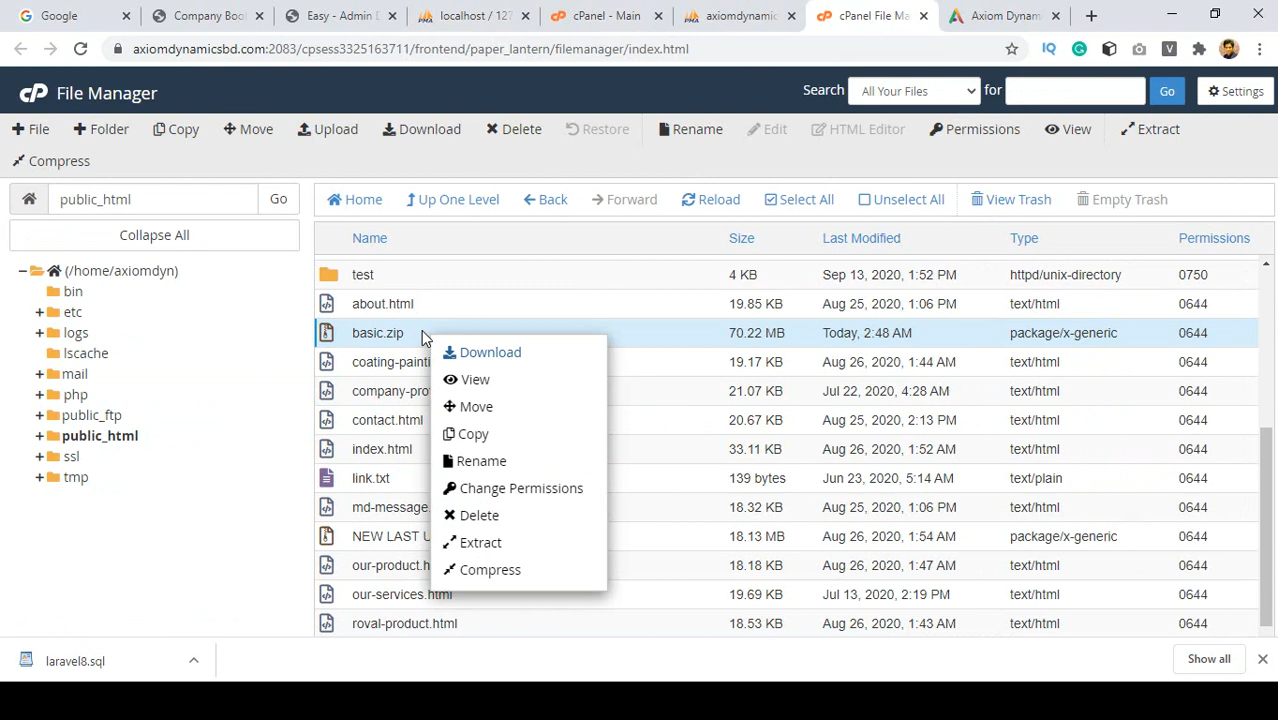 Google
Company Boo
Easy - Admin D
localhost / 127
cPanel - Main
axiomdynamic
cPanel File Ma
Axiom Dynam
axiomdynamicsbd.com:2083/cpsess3325163711/frontend/paper_lantern/filemanager/index.html
cP File Manager
Search All Your Files for Go Settings
File Folder Copy Move Upload Download Delete Restore Rename Edit HTML Editor Permissions View Extract
Compress
public_html Go
Home Up One Level Back Forward Reload Select All Unselect All View Trash Empty Trash
Collapse All
(/home/axiomdyn)
bin
etc
logs
lscache
mail
php
public_ftp
public_html
ssl
tmp
Name Size Last Modified Type Permissions
test 4 KB Sep 13, 2020, 1:52 PM httpd/unix-directory 0750
about.html 19.85 KB Aug 25, 2020, 1:06 PM text/html 0644
basic.zip 70.22 MB Today, 2:48 AM package/x-generic 0644
coating-painti 19.17 KB Aug 26, 2020, 1:44 AM text/html 0644
company-pro 21.07 KB Jul 22, 2020, 4:28 AM text/html 0644
contact.html 20.67 KB Aug 25, 2020, 2:13 PM text/html 0644
index.html 33.11 KB Aug 26, 2020, 1:52 AM text/html 0644
link.txt 139 bytes Jun 23, 2020, 5:14 AM text/plain 0644
md-message. 18.32 KB Aug 25, 2020, 1:06 PM text/html 0644
NEW LAST U 18.13 MB Aug 26, 2020, 1:54 AM package/x-generic 0644
our-product.h 18.18 KB Aug 26, 2020, 1:47 AM text/html 0644
our-services.html 19.69 KB Jul 13, 2020, 2:19 PM text/html 0644
roval-product.html 18.53 KB Aug 26, 2020, 1:43 AM text/html 0644
Download
View
Move
Copy
Rename
Change Permissions
Delete
Extract
Compress
laravel8.sql
Show all